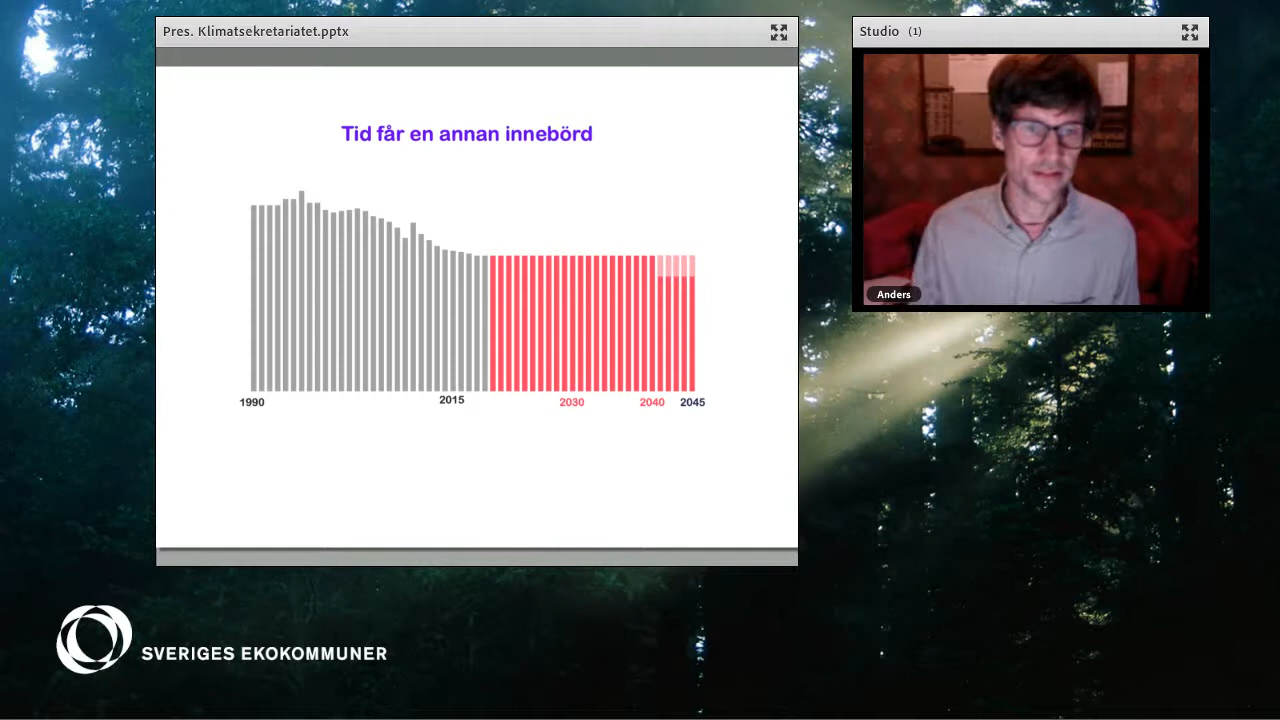 Pres. Klimatsekretariatet.pptx
Studio (1)
Tid får en annan innebörd
1990
2015
2030
2040
2045
Anders
SVERIGES EKOKOMMUNER